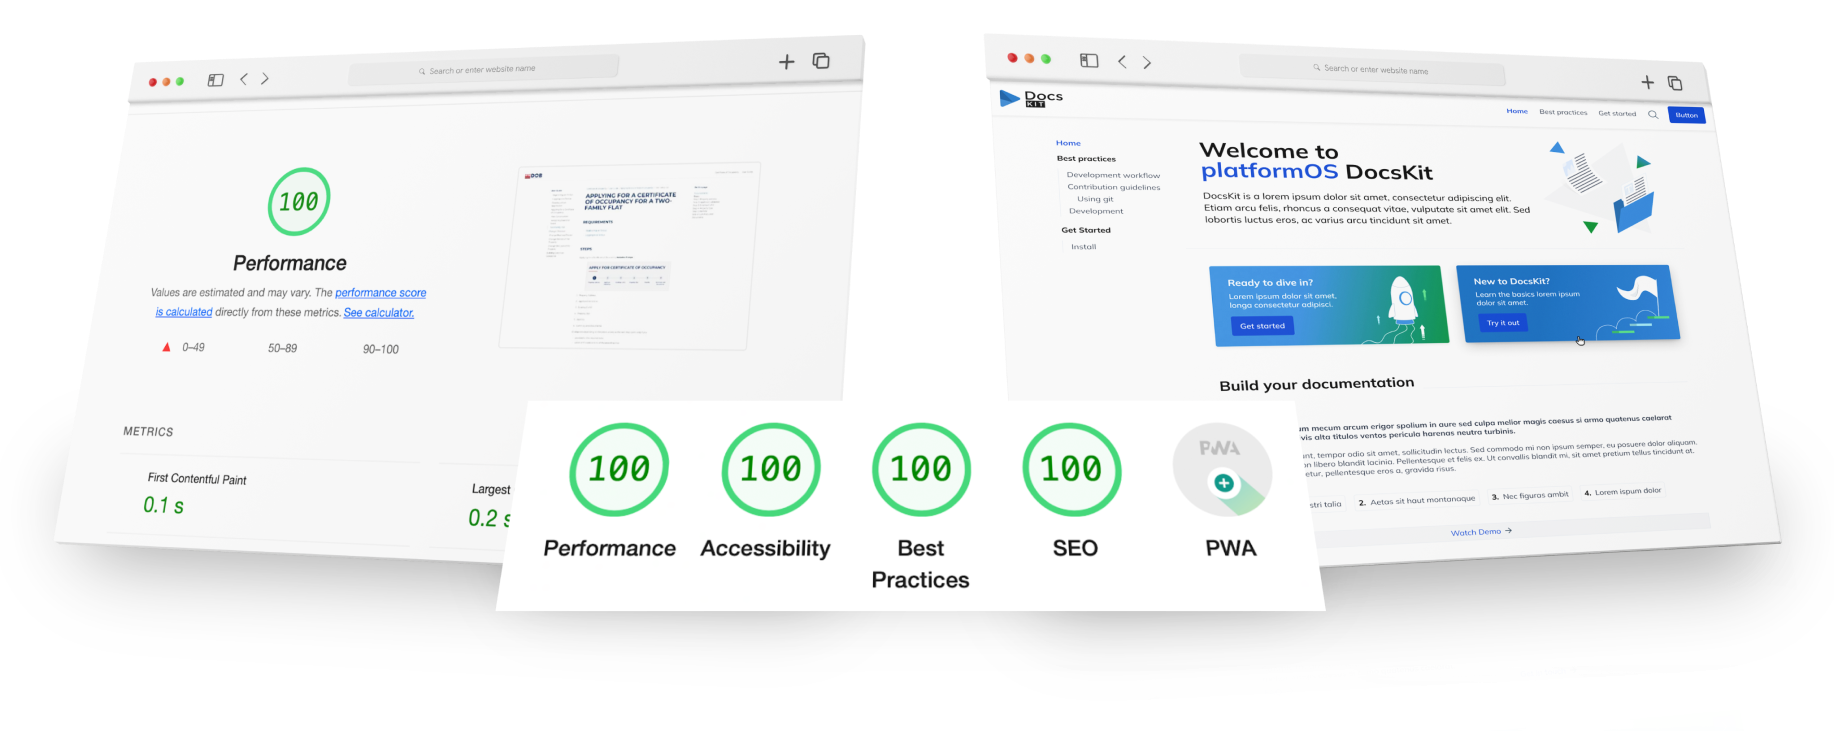 Search or enter website name
100
Performance
Values are estimated and may vary. The performance score
is calculated directly from these metrics. See calculator.
0–49
50–89
90–100
METRICS
First Contentful Paint
0.1 s
Largest
0.2 s
APPLYING FOR A CERTIFICATE
OF OCCUPANCY FOR A TWO-
FAMILY FLAT
REQUIREMENTS
STEPS
APPLY FOR CERTIFICATE OF OCCUPANCY
Search or enter website name
Docs
KIT
Home
Best practices
Get started
Button
Home
Best practices
Development workflow
Contribution guidelines
Using git
Development
Get Started
Install
Welcome to
platformOS DocsKit
DocsKit is a lorem ipsum dolor sit amet, consectetur adipiscing elit.
Etiam arcu felis, rhoncus a consequat vitae, vulputate sit amet elit. Sed
lobortis luctus eros, ac varius arcu tincidunt sit amet.
Ready to dive in?
Lorem ipsum dolor sit amet,
longa consectetur adipisci.
Get started
New to DocsKit?
Learn the basics lorem ipsum
dolor sit amet.
Try it out
Build your documentation
um mecum arcum erigor spolium in aure sed culpa melior magis caesus si armo quatenus caelarat
vis alta titulos ventos pericula harenas neutra turbinis.
nt, tempor odio sit amet, sollicitudin lectus. Sed commodo mi non ipsum semper, eu posuere dolor aliquam.
on libero blandit lacinia. Pellentesque et felis ex. Ut convallis blandit mi, sit amet pretium tellus tincidunt at.
etur, pellentesque eros a, gravida risus.
stri talia
2. Aetas sit haut montanaque
3. Nec figuras ambit
4. Lorem ispum dolor
Watch Demo →
100
Performance
100
Accessibility
100
Best
Practices
100
SEO
PWA
PWA